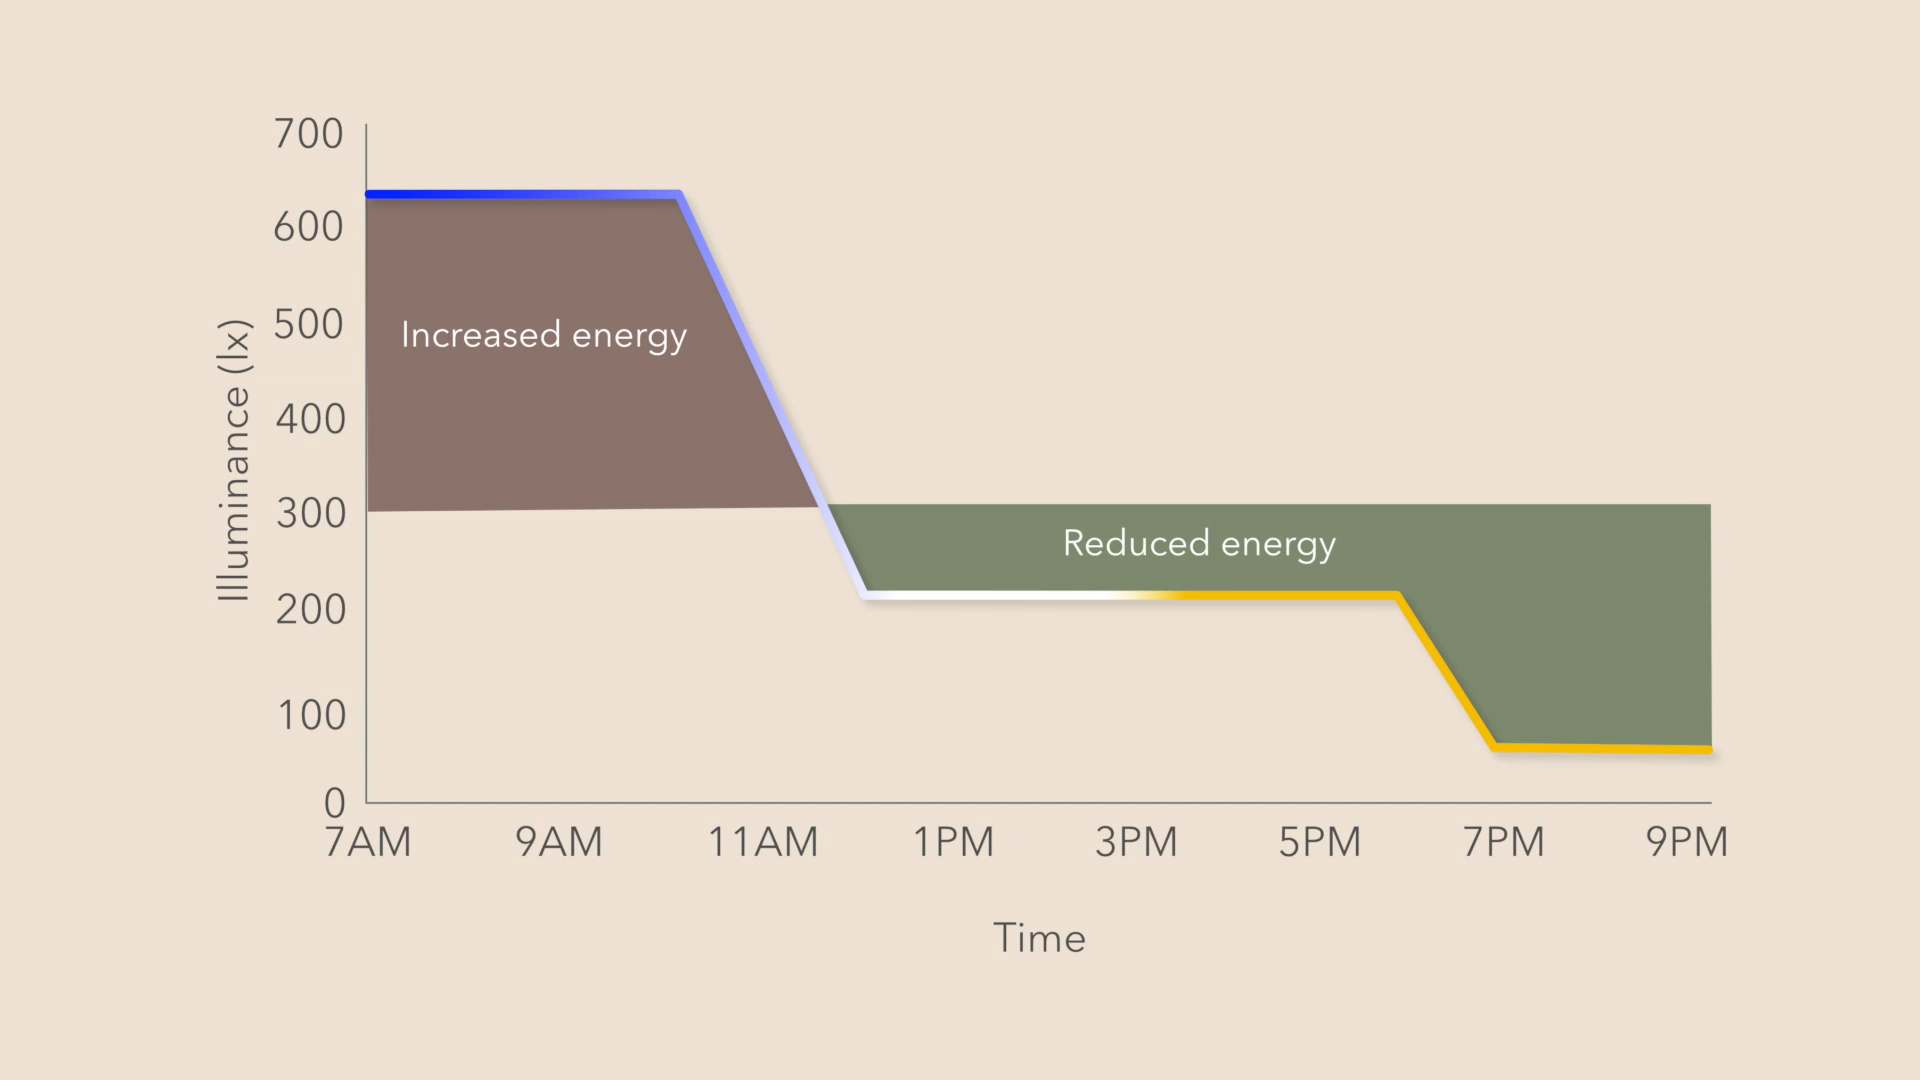 700
600
500
400
300
200
100
0
Illuminance (lx)
Increased energy
Reduced energy
7AM 9AM 11AM 1PM 3PM 5PM 7PM 9PM
Time